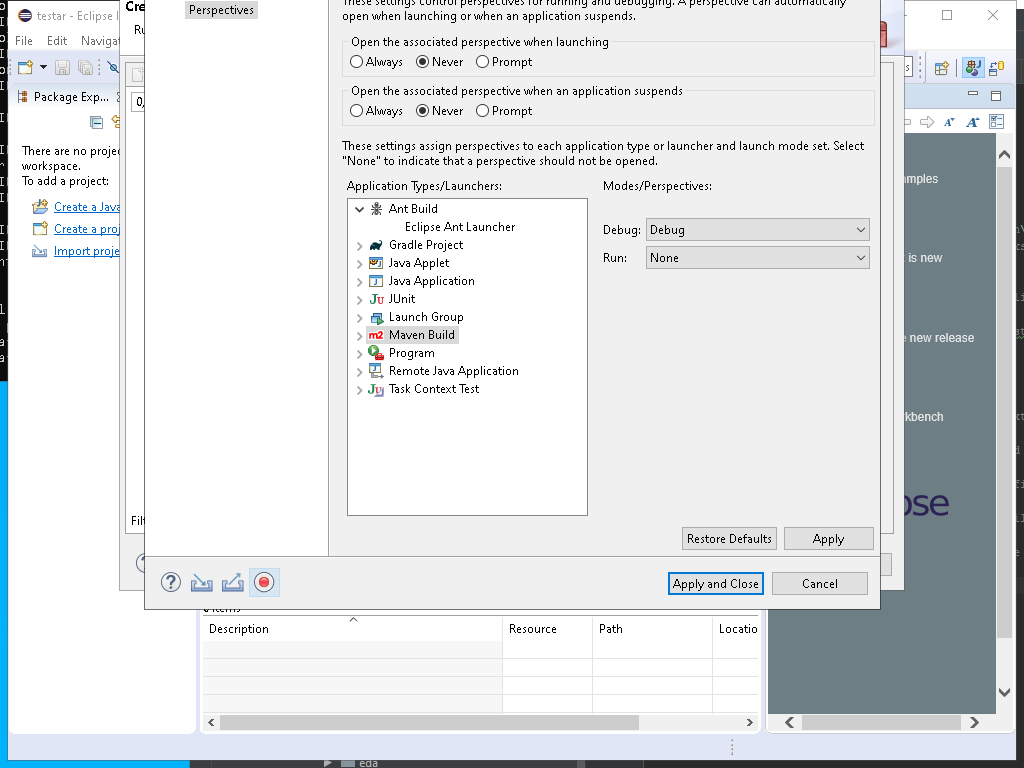 testar - Eclipse I
Cre
File Edit Navigat
Ru
Perspectives
These settings control perspectives for running and debugging. A perspective can automatically
open when launching or when an application suspends.
Open the associated perspective when launching
Always Never Prompt
Open the associated perspective when an application suspends
Always Never Prompt
These settings assign perspectives to each application type or launcher and launch mode set. Select
"None" to indicate that a perspective should not be opened.
Application Types/Launchers:
Modes/Perspectives:
Ant Build
Eclipse Ant Launcher
Gradle Project
Java Applet
Java Application
JUnit
Launch Group
Maven Build
Program
Remote Java Application
Task Context Test
Debug: Debug
Run: None
Restore Defaults Apply
Apply and Close Cancel
Package Exp...
There are no proje
workspace.
To add a project:
Create a Java
Create a proj
Import proje
0,
Filt
amples
t is new
e new release
rkbench
ose
Items
Description Resource Path Locatio
eda